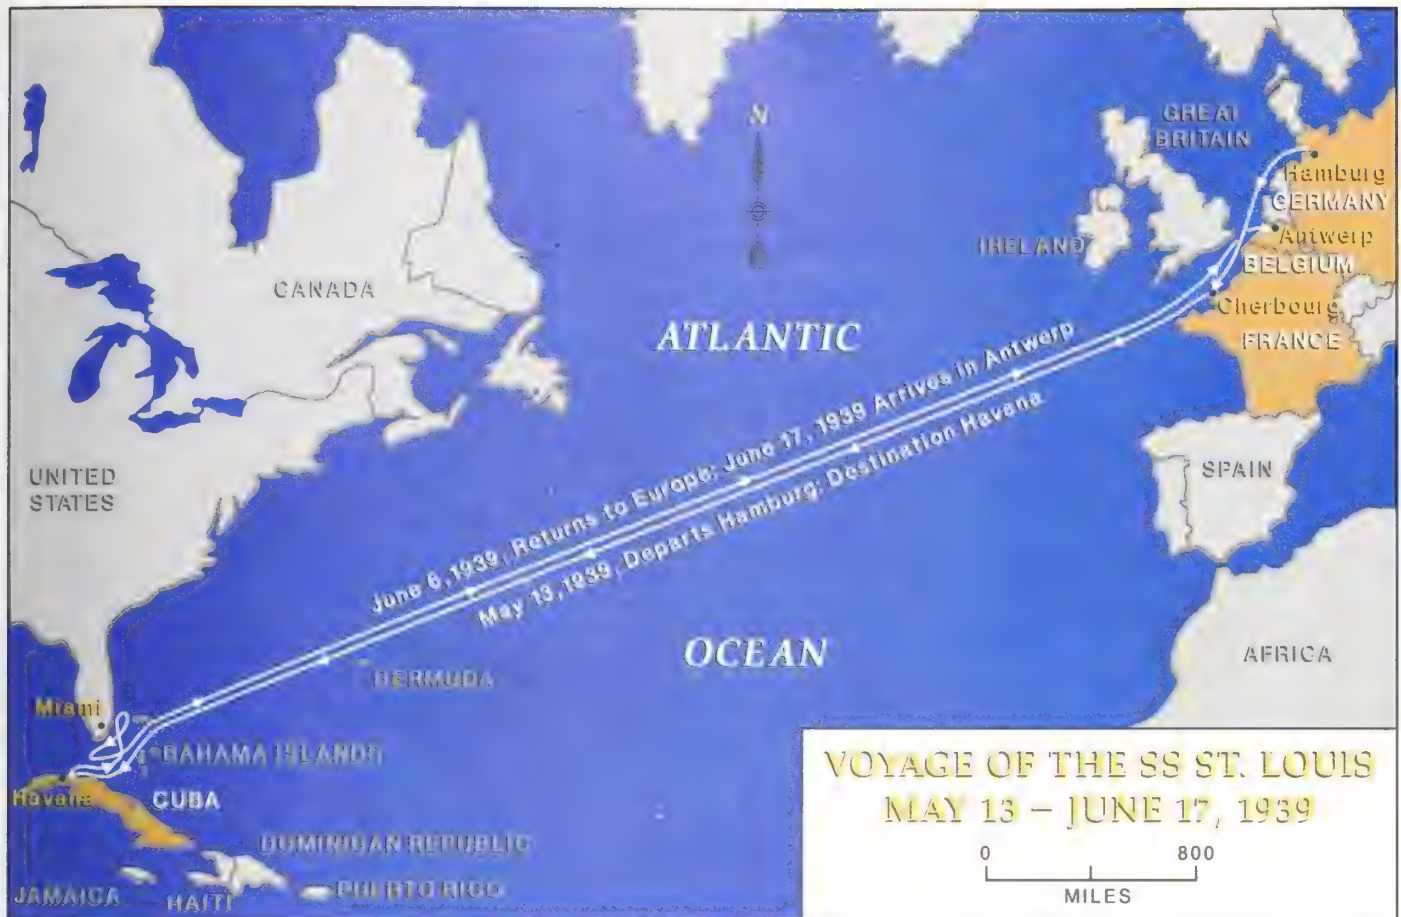 N
GREAT
BRITAIN
Hamburg
GERMANY
IRELAND
Antwerp
BELGIUM
CANADA
Cherbourg
ATLANTIC
FRANCE
June 6, 1939, Returns to Europe; June 17, 1939 Arrives in Antwerp
May 13, 1939, Departs Hamburg; Destination Havana
UNITED
STATES
SPAIN
OCEAN
AFRICA
BERMUDA
Miami
BAHAMA ISLANDS
Havana
CUBA
DOMINICAN REPUBLIC
JAMAICA
HAITI
PUERTO RICO
VOYAGE OF THE SS ST. LOUIS
MAY 13 – JUNE 17, 1939
0 800
MILES